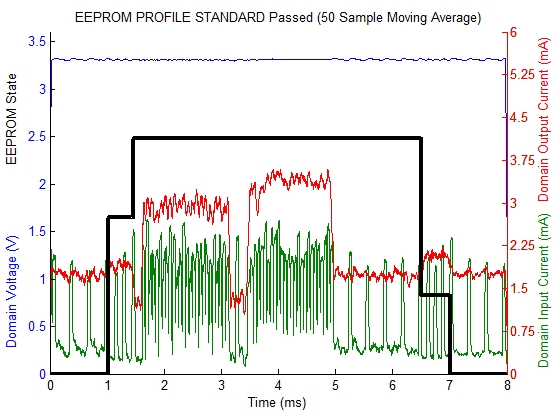 EEPROM PROFILE STANDARD Passed (50 Sample Moving Average)
3.5
3
2.5
2
1.5
1
0.5
0
Domain Voltage (V)
EEPROM State
6
5.25
4.5
3.75
3
2.25
1.5
0.75
0
Domain Input Current (mA)
Domain Output Current (mA)
0 1 2 3 4 5 6 7 8
Time (ms)